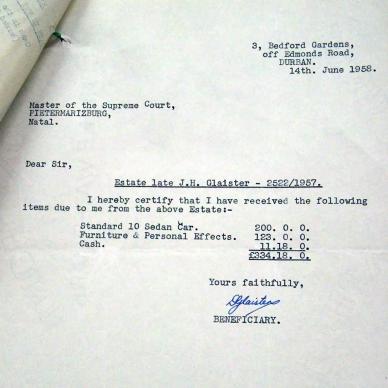 3, Bedford Gardens,
off Edmonds Road,
DURBAN.
14th. June 1958.
Master of the Supreme Court,
PIETERMARIZBURG,
Natal.
Dear Sir,
Estate late J.H. Glaister - 2522/1957.
I hereby certify that I have received the following
items due to me from the above Estate:-
Standard 10 Sedan Car. 200. 0. 0.
Furniture & Personal Effects. 123. 0. 0.
Cash. 11.18. 0.
£334.18. 0.
Yours faithfully,
BENEFICIARY.